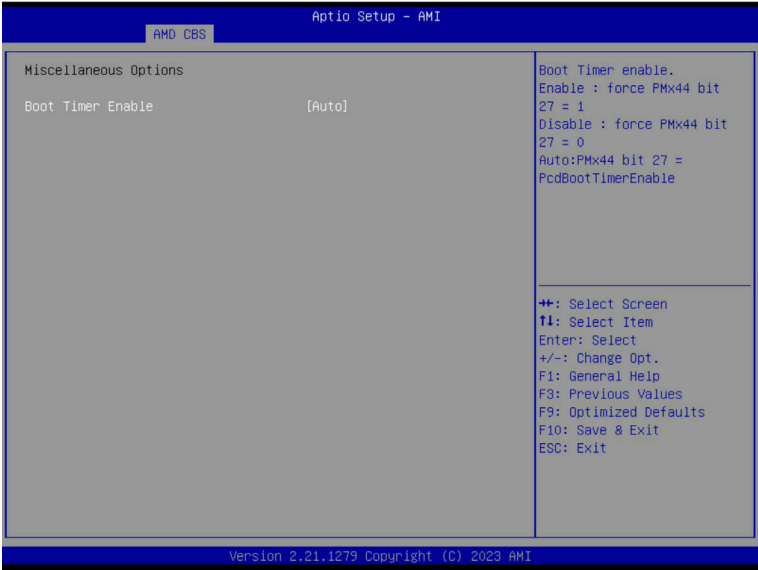 Aptio Setup – AMI
AMD CBS
Miscellaneous Options
Boot Timer Enable [Auto]
Boot Timer enable.
Enable : force PMx44 bit
27 = 1
Disable : force PMx44 bit
27 = 0
Auto:PMx44 bit 27 =
PcdBootTimerEnable
→←: Select Screen
↑↓: Select Item
Enter: Select
+/-: Change Opt.
F1: General Help
F3: Previous Values
F9: Optimized Defaults
F10: Save & Exit
ESC: Exit
Version 2.21.1279 Copyright (C) 2023 AMI